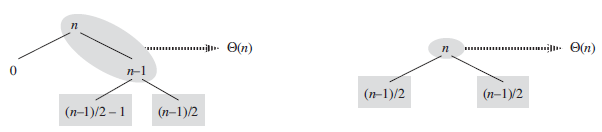 n Θ(n) n Θ(n)
0 n–1
(n–1)/2 – 1 (n–1)/2 (n–1)/2 (n–1)/2